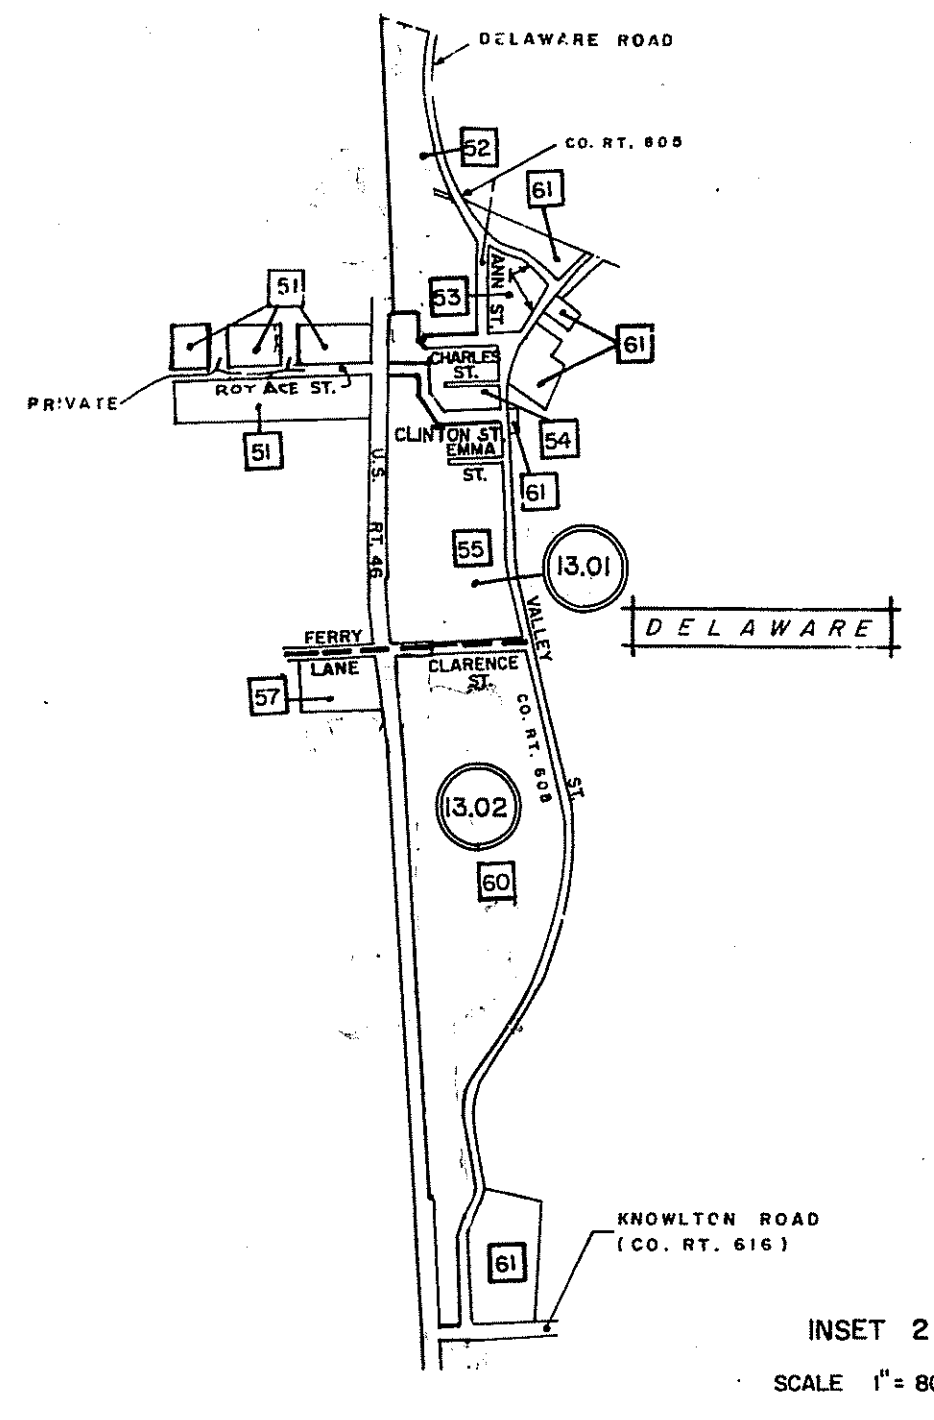 DELAWARE ROAD
52
CO. RT. 605
61
ANN ST.
51
53
61
CHARLES
ST.
ROY ACE ST.
PRIVATE
51
CLINTON ST.
54
EMMA
ST.
61
U.S. RT. 46
55
13.01
VALLEY ST.
DELAWARE
FERRY
LANE
CLARENCE
ST.
57
CO. RT. 608
13.02
60
KNOWLTON ROAD
(CO. RT. 616)
61
INSET 2
SCALE 1"=